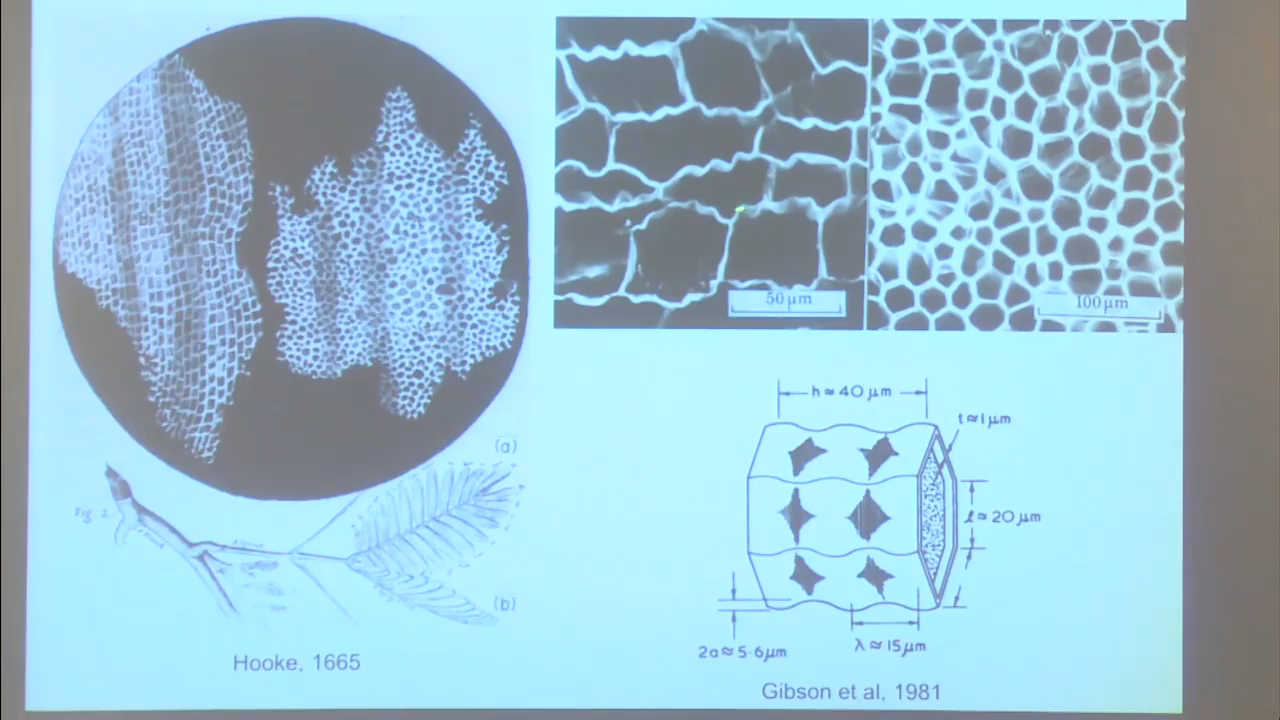 (a)
Fig. 2
(b)
Hooke, 1665
50 μm
100 μm
h ≈ 40 μm
t ≈ 1 μm
ℓ ≈ 20 μm
ℓ
λ ≈ 15 μm
2a ≈ 5·6 μm
Gibson et al, 1981